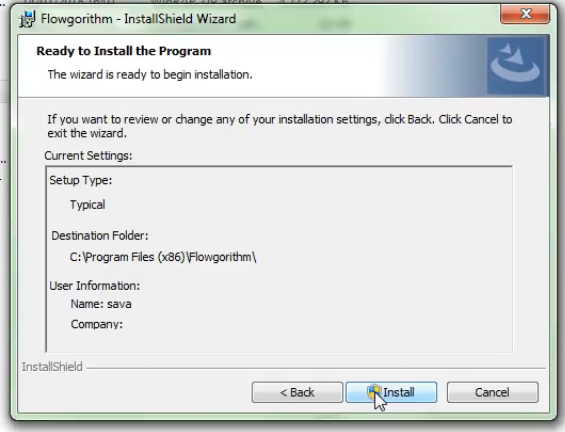 Flowgorithm - InstallShield Wizard
Ready to Install the Program
The wizard is ready to begin installation.
If you want to review or change any of your installation settings, click Back. Click Cancel to
exit the wizard.
Current Settings:
Setup Type:
Typical
Destination Folder:
C:\Program Files (x86)\Flowgorithm\
User Information:
Name: sava
Company:
InstallShield
< Back
Install
Cancel